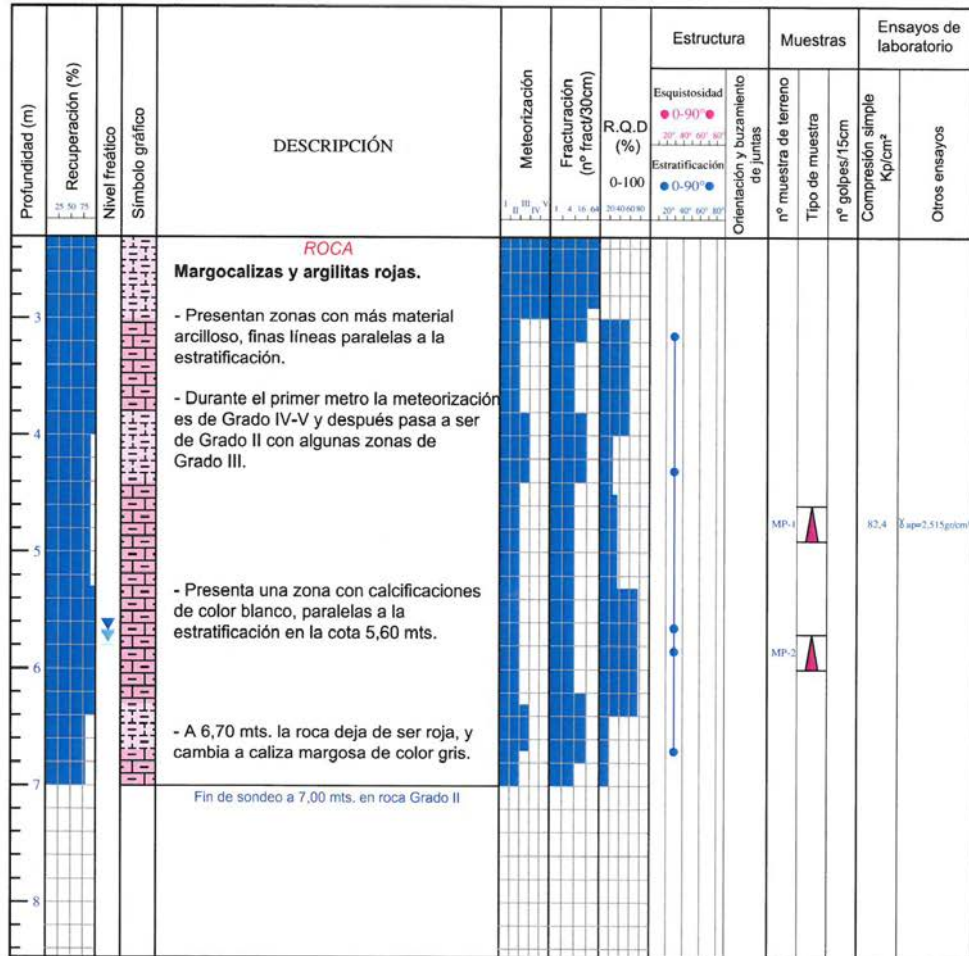 Profundidad (m)
Recuperación (%)
25 50 75
Nivel freático
Símbolo gráfico
DESCRIPCIÓN
Meteorización
I II III IV V
Fracturación
(nº fract/30cm)
1 4 16 64
R.Q.D
(%)
0-100
20 40 60 80
Estructura
Esquistosidad
0-90°
20° 40° 60° 80°
Estratificación
0-90°
20° 40° 60° 80°
Orientación y buzamiento
de juntas
Muestras
nº muestra de terreno
Tipo de muestra
nº golpes/15cm
Ensayos de
laboratorio
Compresión simple
Kp/cm²
Otros ensayos
ROCA
Margocalizas y argilitas rojas.
- Presentan zonas con más material
arcilloso, finas líneas paralelas a la
estratificación.
- Durante el primer metro la meteorización
es de Grado IV-V y después pasa a ser
de Grado II con algunas zonas de
Grado III.
- Presenta una zona con calcificaciones
de color blanco, paralelas a la
estratificación en la cota 5,60 mts.
- A 6,70 mts. la roca deja de ser roja, y
cambia a caliza margosa de color gris.
Fin de sondeo a 7,00 mts. en roca Grado II
3
4
5
6
7
8
MP-1
82,4
ɣ ap=2,515gr/cm³
MP-2